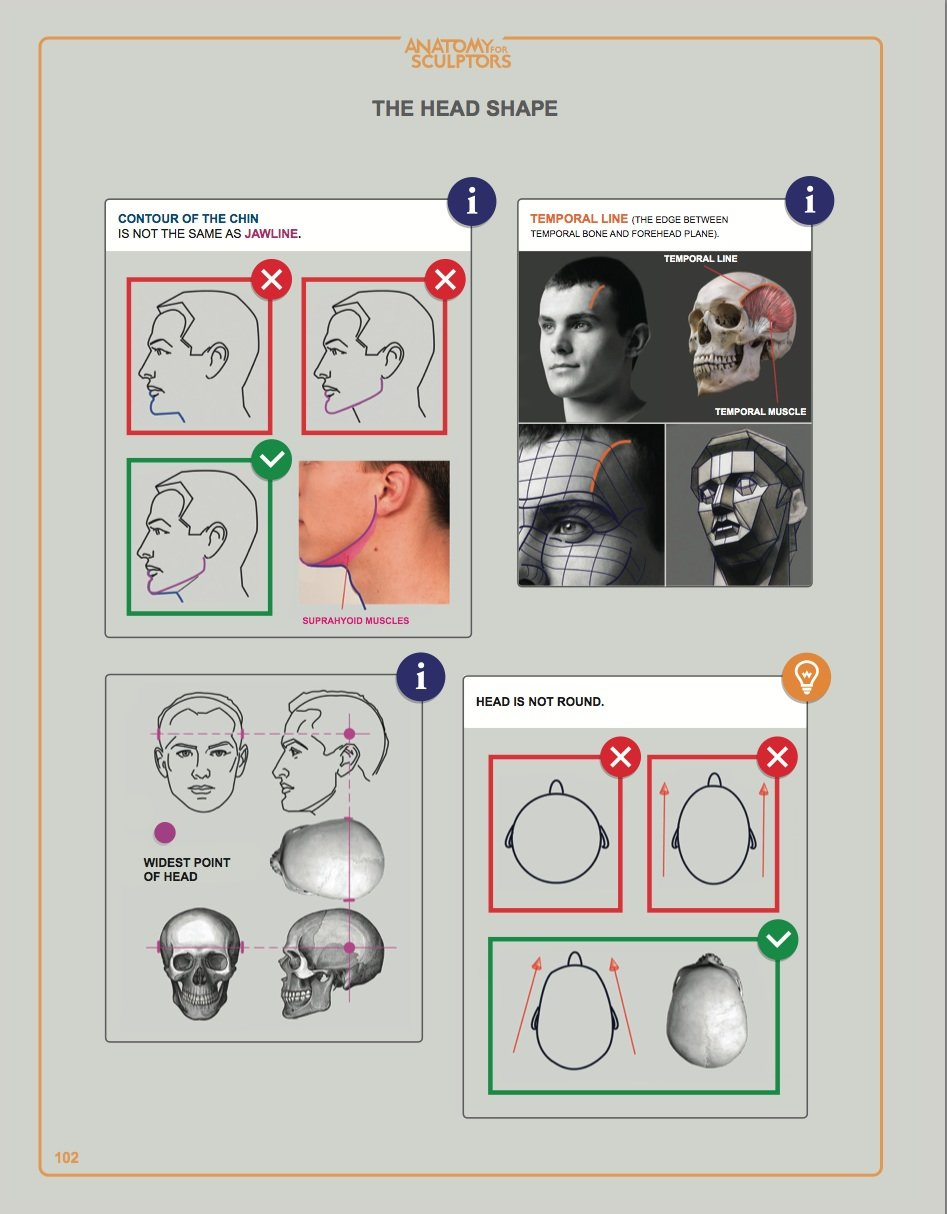 ANATOMY FOR
SCULPTORS
THE HEAD SHAPE
CONTOUR OF THE CHIN
IS NOT THE SAME AS JAWLINE.
SUPRAHYOID MUSCLES
TEMPORAL LINE (THE EDGE BETWEEN
TEMPORAL BONE AND FOREHEAD PLANE).
TEMPORAL LINE
TEMPORAL MUSCLE
WIDEST POINT
OF HEAD
HEAD IS NOT ROUND.
102